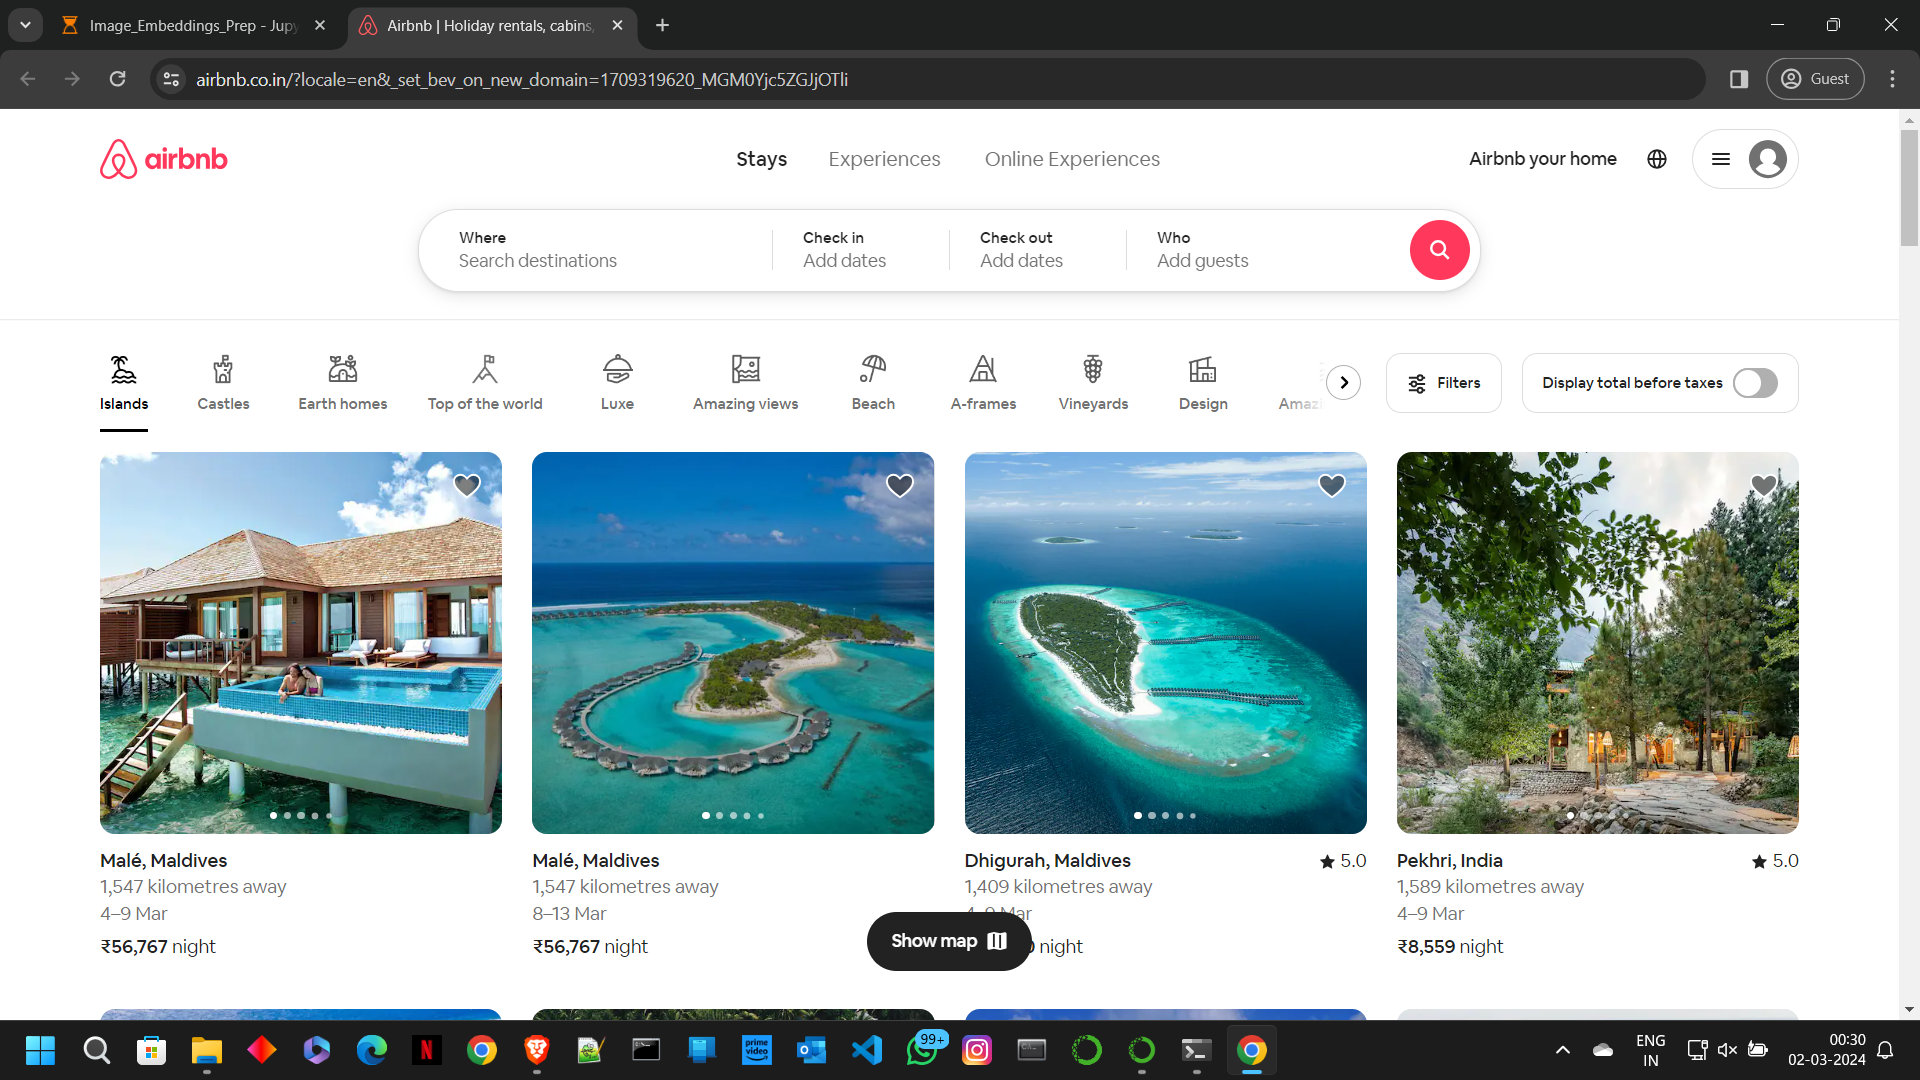 Image_Embeddings_Prep - Jupy
Airbnb | Holiday rentals, cabins,
airbnb.co.in/?locale=en&_set_bev_on_new_domain=1709319620_MGM0Yjc5ZGJjOTli
Guest
airbnb
Stays
Experiences
Online Experiences
Airbnb your home
Where
Search destinations
Check in
Add dates
Check out
Add dates
Who
Add guests
Islands
Castles
Earth homes
Top of the world
Luxe
Amazing views
Beach
A-frames
Vineyards
Design
Amazi
Filters
Display total before taxes
Malé, Maldives
1,547 kilometres away
4–9 Mar
₹56,767 night
Malé, Maldives
1,547 kilometres away
8–13 Mar
₹56,767 night
Dhigurah, Maldives
5.0
1,409 kilometres away
Mar
night
Show map
Pekhri, India
5.0
1,589 kilometres away
4–9 Mar
₹8,559 night
prime video
99+
ENG
IN
00:30
02-03-2024